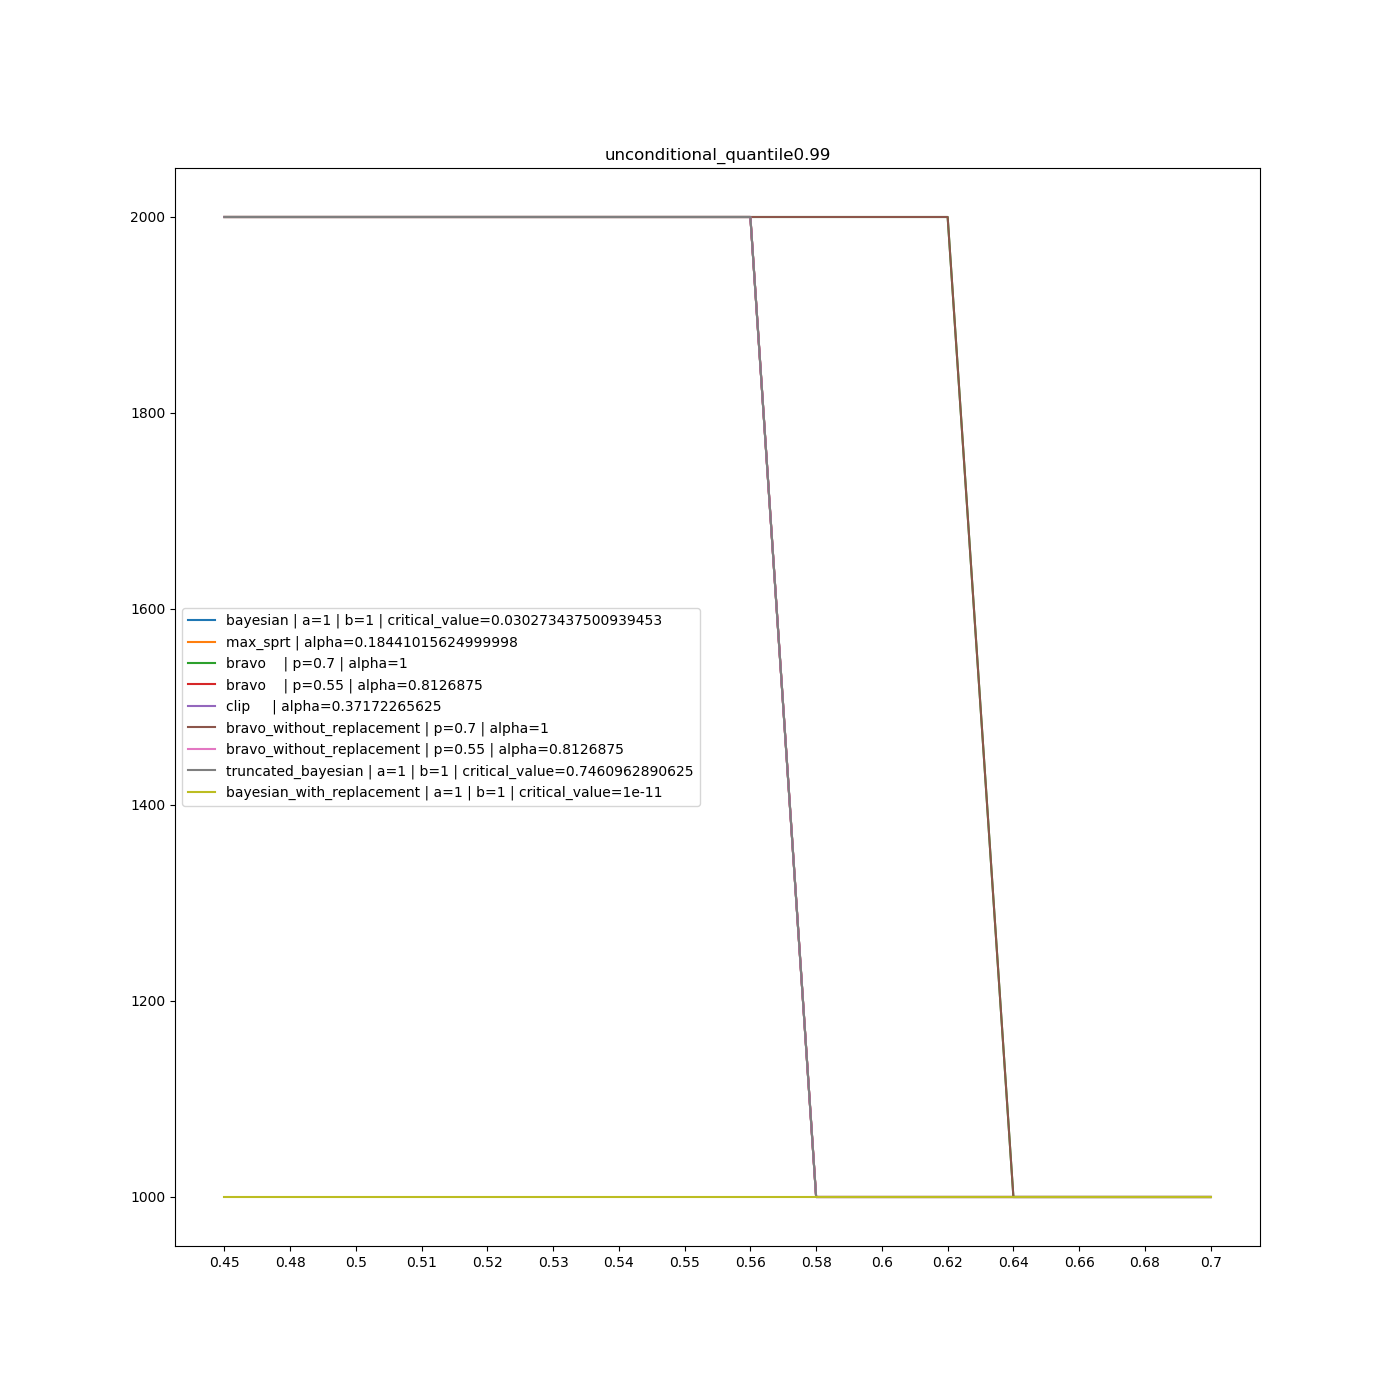 unconditional_quantile0.99
2000
1800
1600
1400
1200
1000
bayesian | a=1 | b=1 | critical_value=0.030273437500939453
max_sprt | alpha=0.18441015624999998
bravo    | p=0.7 | alpha=1
bravo    | p=0.55 | alpha=0.8126875
clip     | alpha=0.37172265625
bravo_without_replacement | p=0.7 | alpha=1
bravo_without_replacement | p=0.55 | alpha=0.8126875
truncated_bayesian | a=1 | b=1 | critical_value=0.7460962890625
bayesian_with_replacement | a=1 | b=1 | critical_value=1e-11
0.45 0.48 0.5 0.51 0.52 0.53 0.54 0.55 0.56 0.58 0.6 0.62 0.64 0.66 0.68 0.7